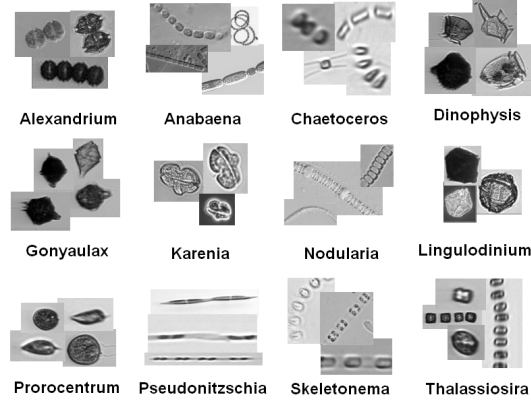 Alexandrium
Anabaena
Chaetoceros
Dinophysis
Gonyaulax
Karenia
Nodularia
Lingulodinium
Prorocentrum
Pseudonitzschia
Skeletonema
Thalassiosira